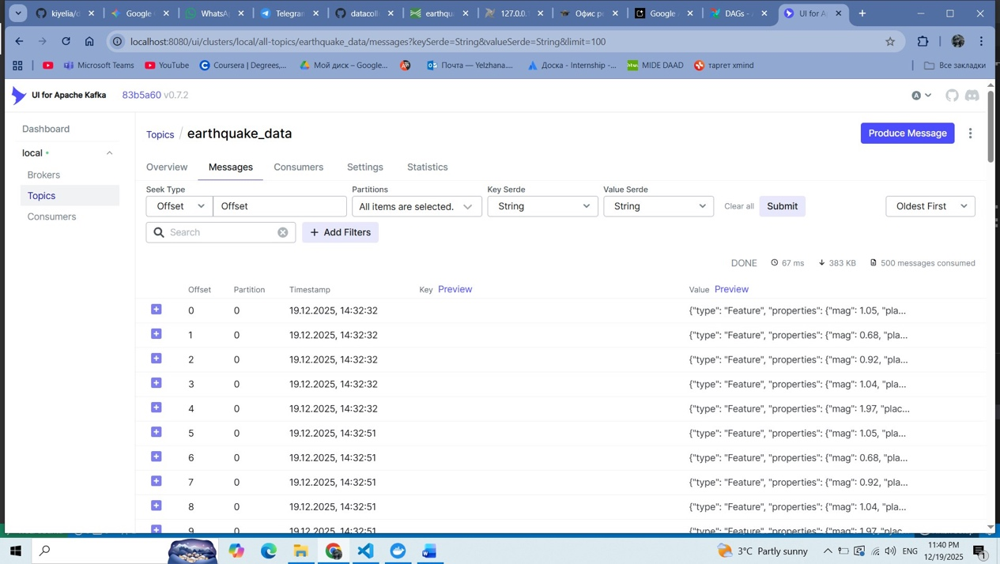 kiyelia/d
Google
WhatsA
Telegran
datacoll
earthqu
127.0.0.
Офис р
Google
DAGs -
UI for A
localhost:8080/ui/clusters/local/all-topics/earthquake_data/messages?keySerde=String&valueSerde=String&limit=100
Microsoft Teams
YouTube
Coursera | Degrees,...
Мой диск – Google...
Почта — Yelzhana....
Доска - Internship -...
MIDE DAAD
таргет xmind
Все закладки
UI for Apache Kafka 83b5a60 v0.7.2
A
Dashboard
local
Brokers
Topics
Consumers
Topics / earthquake_data
Produce Message
Overview Messages Consumers Settings Statistics
Seek Type Partitions Key Serde Value Serde
Offset Offset All items are selected. String String Clear all Submit Oldest First
Search + Add Filters
DONE 67 ms 383 KB 500 messages consumed
Offset Partition Timestamp Key Preview Value Preview
0 0 19.12.2025, 14:32:32 {"type": "Feature", "properties": {"mag": 1.05, "pla...
1 0 19.12.2025, 14:32:32 {"type": "Feature", "properties": {"mag": 0.68, "pla...
2 0 19.12.2025, 14:32:32 {"type": "Feature", "properties": {"mag": 0.92, "pla...
3 0 19.12.2025, 14:32:32 {"type": "Feature", "properties": {"mag": 1.04, "pla...
4 0 19.12.2025, 14:32:32 {"type": "Feature", "properties": {"mag": 1.97, "plac...
5 0 19.12.2025, 14:32:51 {"type": "Feature", "properties": {"mag": 1.05, "pla...
6 0 19.12.2025, 14:32:51 {"type": "Feature", "properties": {"mag": 0.68, "pla...
7 0 19.12.2025, 14:32:51 {"type": "Feature", "properties": {"mag": 0.92, "pla...
8 0 19.12.2025, 14:32:51 {"type": "Feature", "properties": {"mag": 1.04, "pla...
9 0 19.12.2025, 14:32:51 {"type": "Feature", "properties": {"mag": 1.97, "plac...
3°C Partly sunny
ENG
11:40 PM
12/19/2025
1